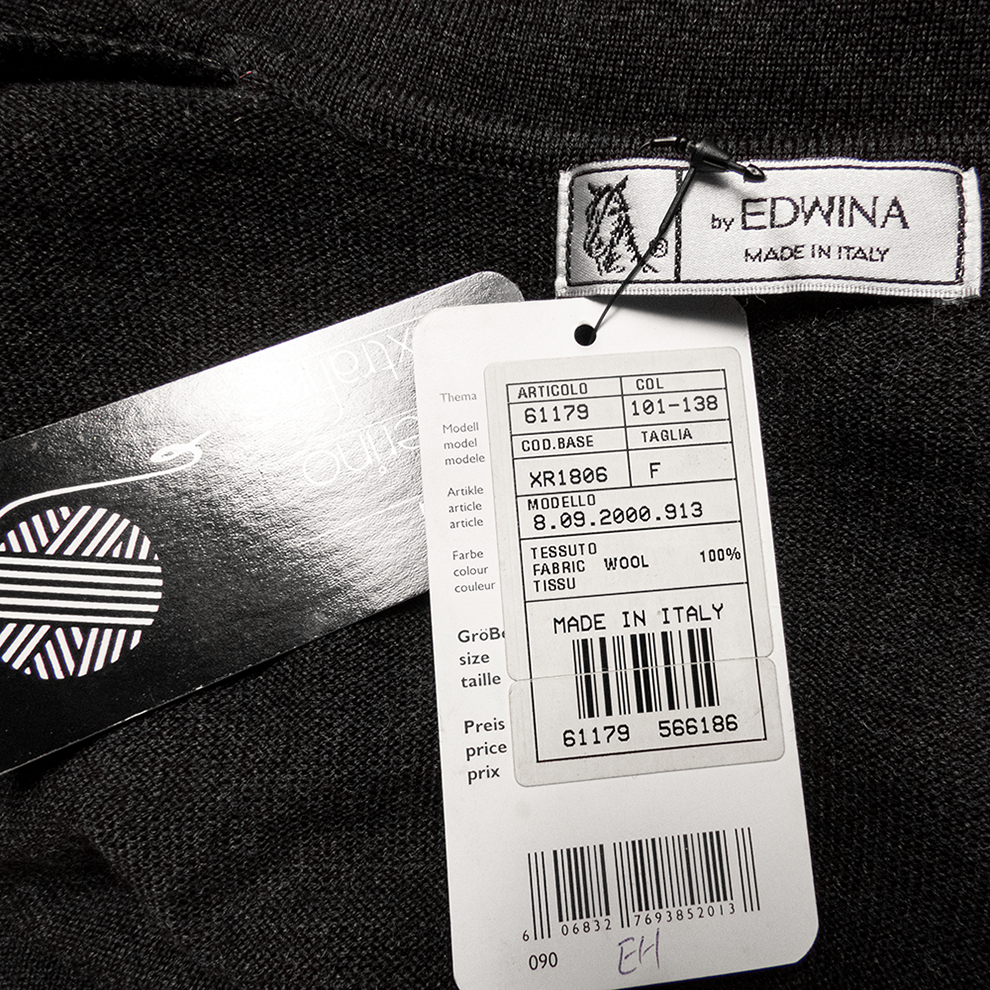 by EDWINA
MADE IN ITALY
®
Thema
Modell
model
modele
Artikle
article
article
Farbe
colour
couleur
GröB
size
taille
Preis
price
prix
ARTICOLO COL
61179 101-138
COD.BASE TAGLIA
XR1806 F
MODELLO
8.09.2000.913
TESSUTO
FABRIC WOOL 100%
TISSU
MADE IN ITALY
61179 566186
6 06832 7693852013
090
EH